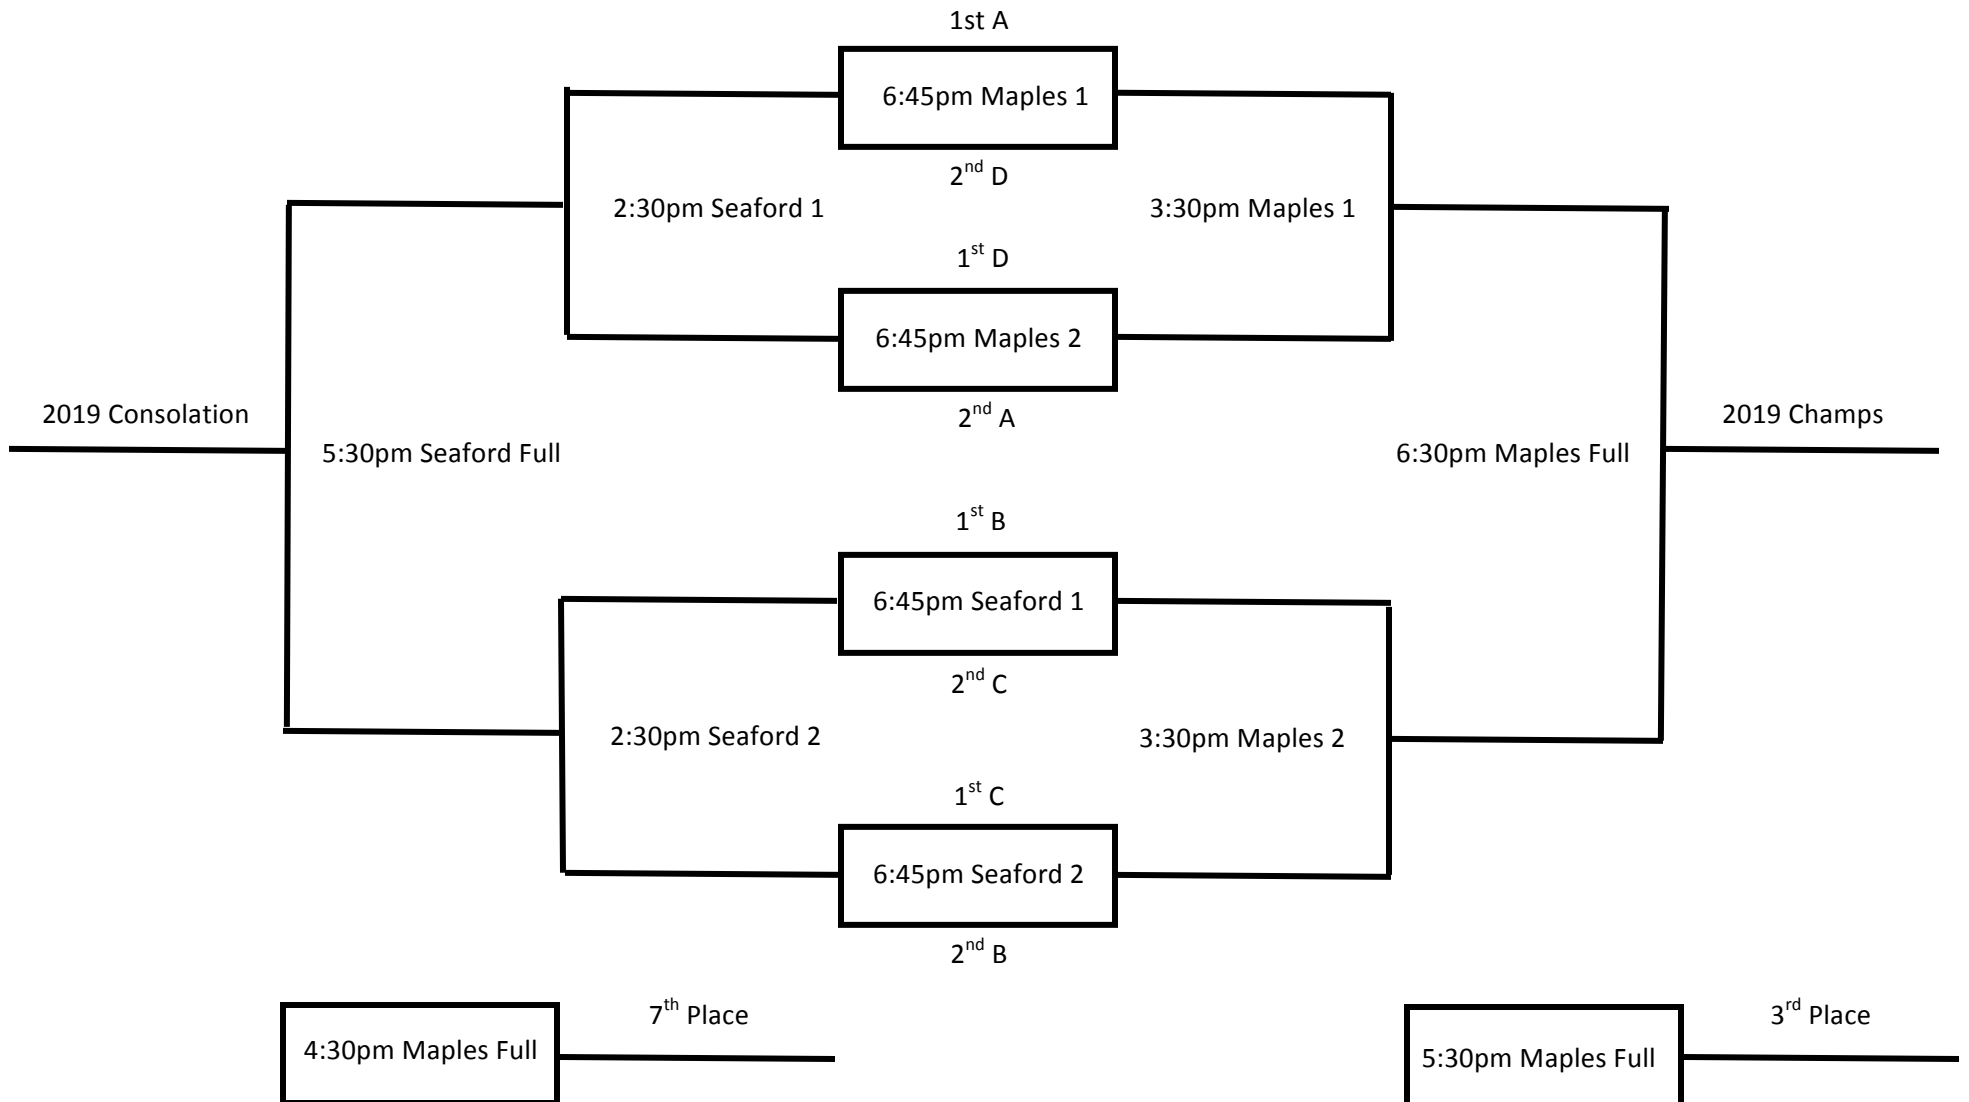 1st A
6:45pm Maples 1
2nd D
2:30pm Seaford 1
3:30pm Maples 1
1st D
6:45pm Maples 2
2nd A
2019 Consolation
2019 Champs
5:30pm Seaford Full
6:30pm Maples Full
1st B
6:45pm Seaford 1
2nd C
2:30pm Seaford 2
3:30pm Maples 2
1st C
6:45pm Seaford 2
2nd B
7th Place
3rd Place
4:30pm Maples Full
5:30pm Maples Full